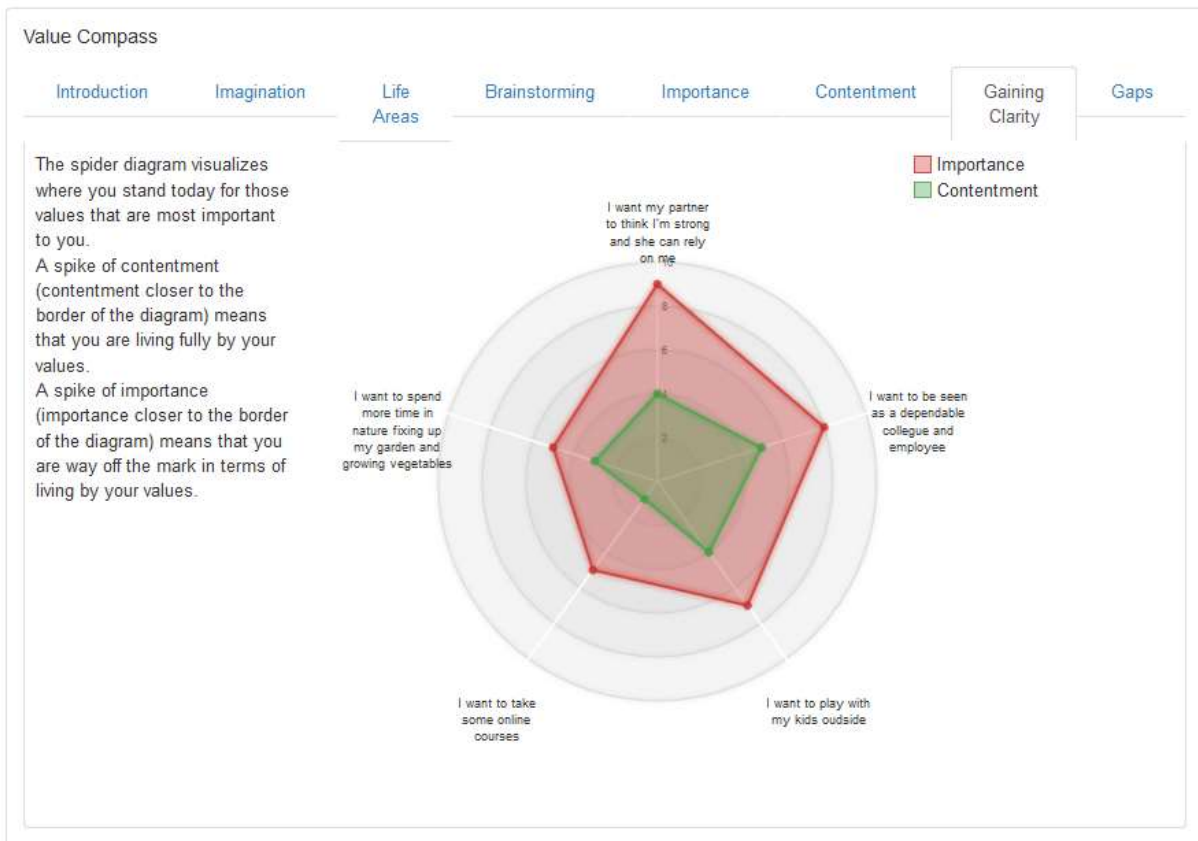 Value Compass
Introduction
Imagination
Life
Areas
Brainstorming
Importance
Contentment
Gaining
Clarity
Gaps
The spider diagram visualizes
where you stand today for those
values that are most important
to you.
A spike of contentment
(contentment closer to the
border of the diagram) means
that you are living fully by your
values.
A spike of importance
(importance closer to the border
of the diagram) means that you
are way off the mark in terms of
living by your values.
Importance
Contentment
I want my partner
to think I'm strong
and she can rely
on me
10
8
6
4
2
I want to be seen
as a dependable
collegue and
employee
I want to play with
my kids oudside
I want to take
some online
courses
I want to spend
more time in
nature fixing up
my garden and
growing vegetables